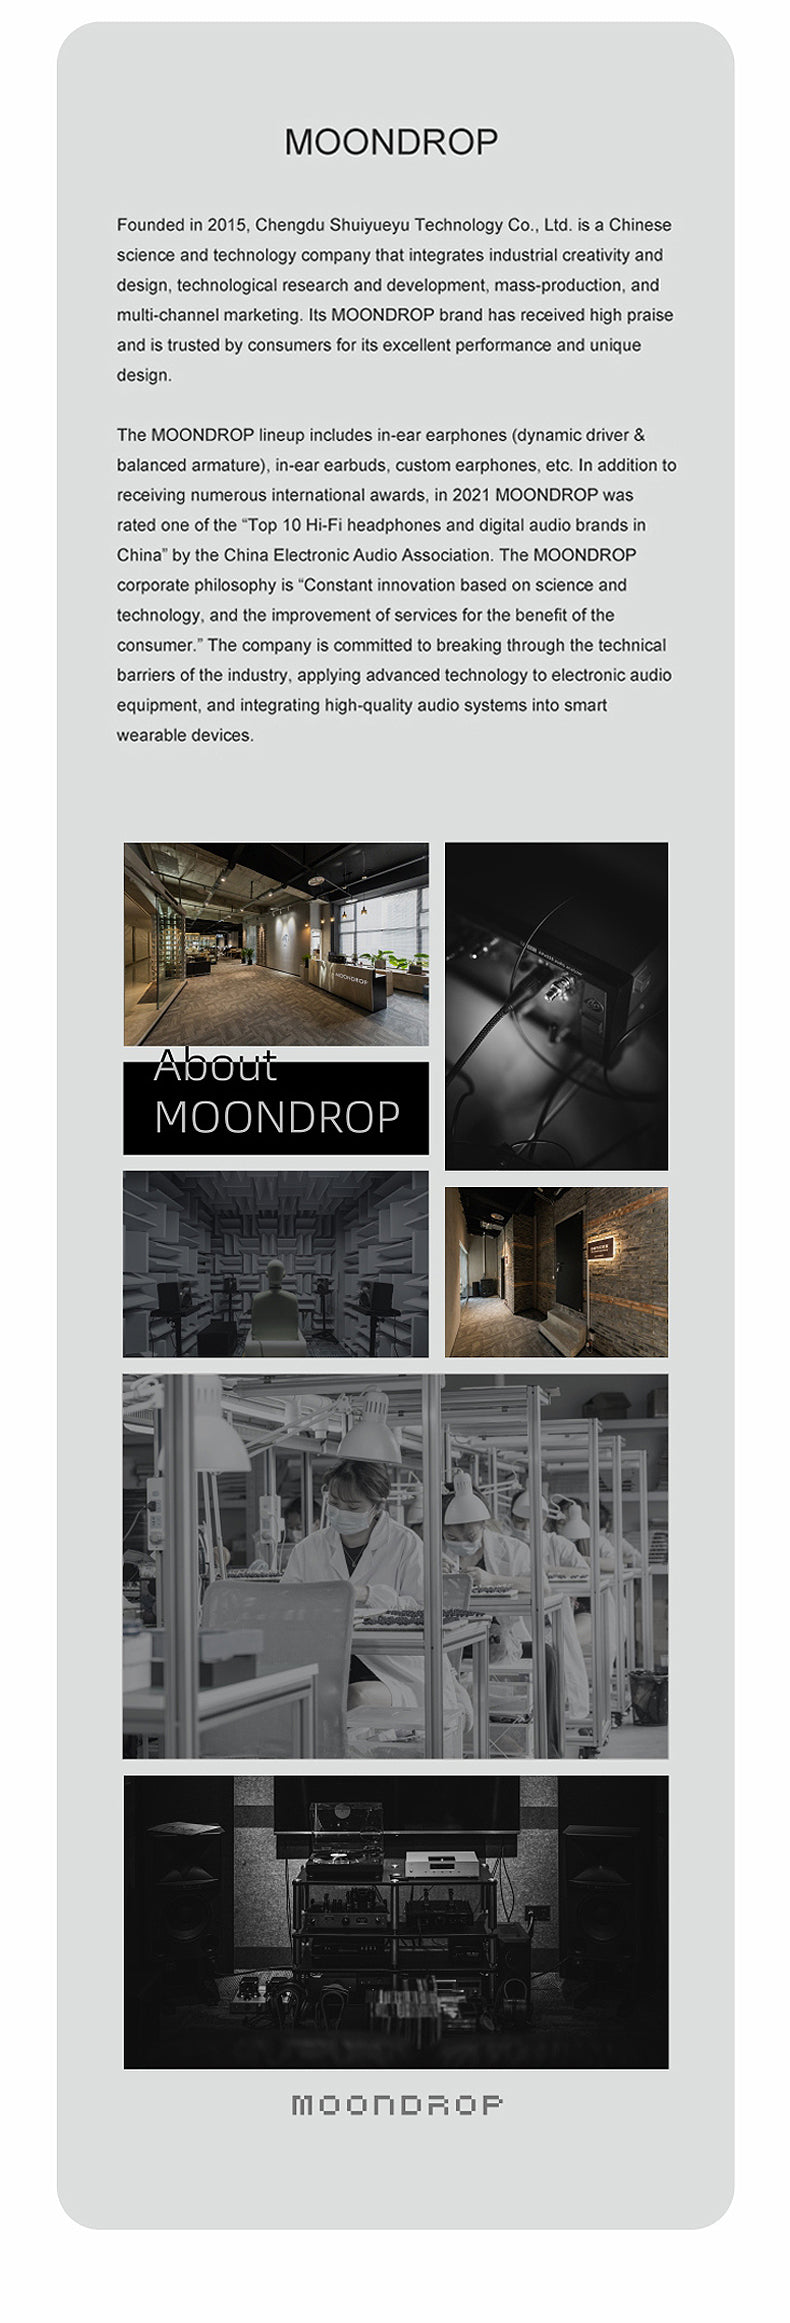 MOONDROP
Founded in 2015, Chengdu Shuiyueyu Technology Co., Ltd. is a Chinese
science and technology company that integrates industrial creativity and
design, technological research and development, mass-production, and
multi-channel marketing. Its MOONDROP brand has received high praise
and is trusted by consumers for its excellent performance and unique
design.
The MOONDROP lineup includes in-ear earphones (dynamic driver &
balanced armature), in-ear earbuds, custom earphones, etc. In addition to
receiving numerous international awards, in 2021 MOONDROP was
rated one of the “Top 10 Hi-Fi headphones and digital audio brands in
China” by the China Electronic Audio Association. The MOONDROP
corporate philosophy is “Constant innovation based on science and
technology, and the improvement of services for the benefit of the
consumer.” The company is committed to breaking through the technical
barriers of the industry, applying advanced technology to electronic audio
equipment, and integrating high-quality audio systems into smart
wearable devices.
MOONDROP
About
MOONDROP
MOONDROP